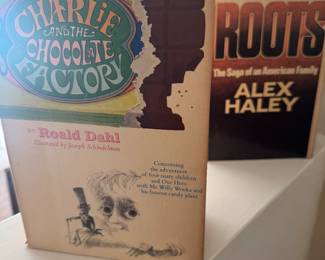 CHARLIE
AND THE
CHOCOLATE
FACTORY
BY Roald Dahl
Illustrated by Joseph Schindelman
Concerning
the adventures
of four nasty children
and Our Hero
with Mr. Willy Wonka and
his famous candy plant
ROOTS
The Saga of an American Family
ALEX
HALEY